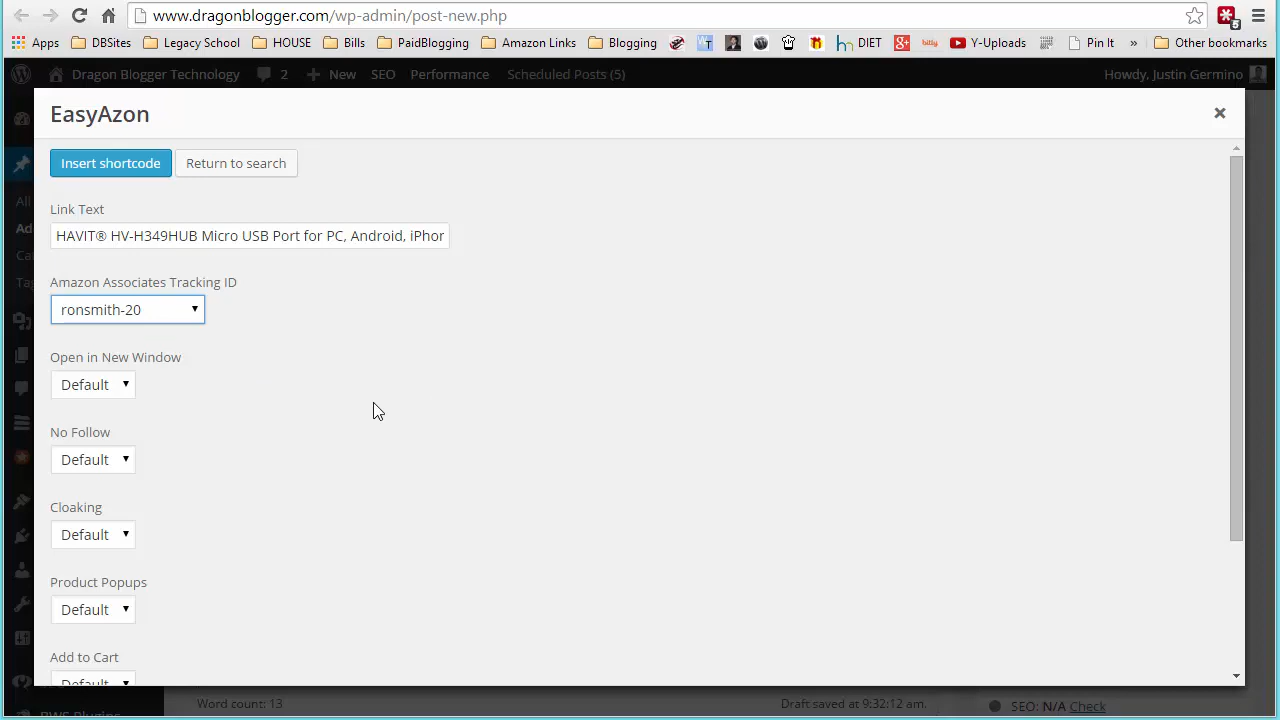 www.dragonblogger.com/wp-admin/post-new.php
5
Apps DBSites Legacy School HOUSE Bills PaidBlogging Amazon Links Blogging DIET bitly Y-Uploads Pin It » Other bookmarks
Dragon Blogger Technology 2 New SEO Performance Scheduled Posts (5) Howdy, Justin Germino
EasyAzon
Insert shortcode Return to search
Link Text
HAVIT® HV-H349HUB Micro USB Port for PC, Android, iPhor
Amazon Associates Tracking ID
ronsmith-20
Open in New Window
Default
No Follow
Default
Cloaking
Default
Product Popups
Default
Add to Cart
Default
Word count: 13 Draft saved at 9:32:12 am. SEO: N/A Check